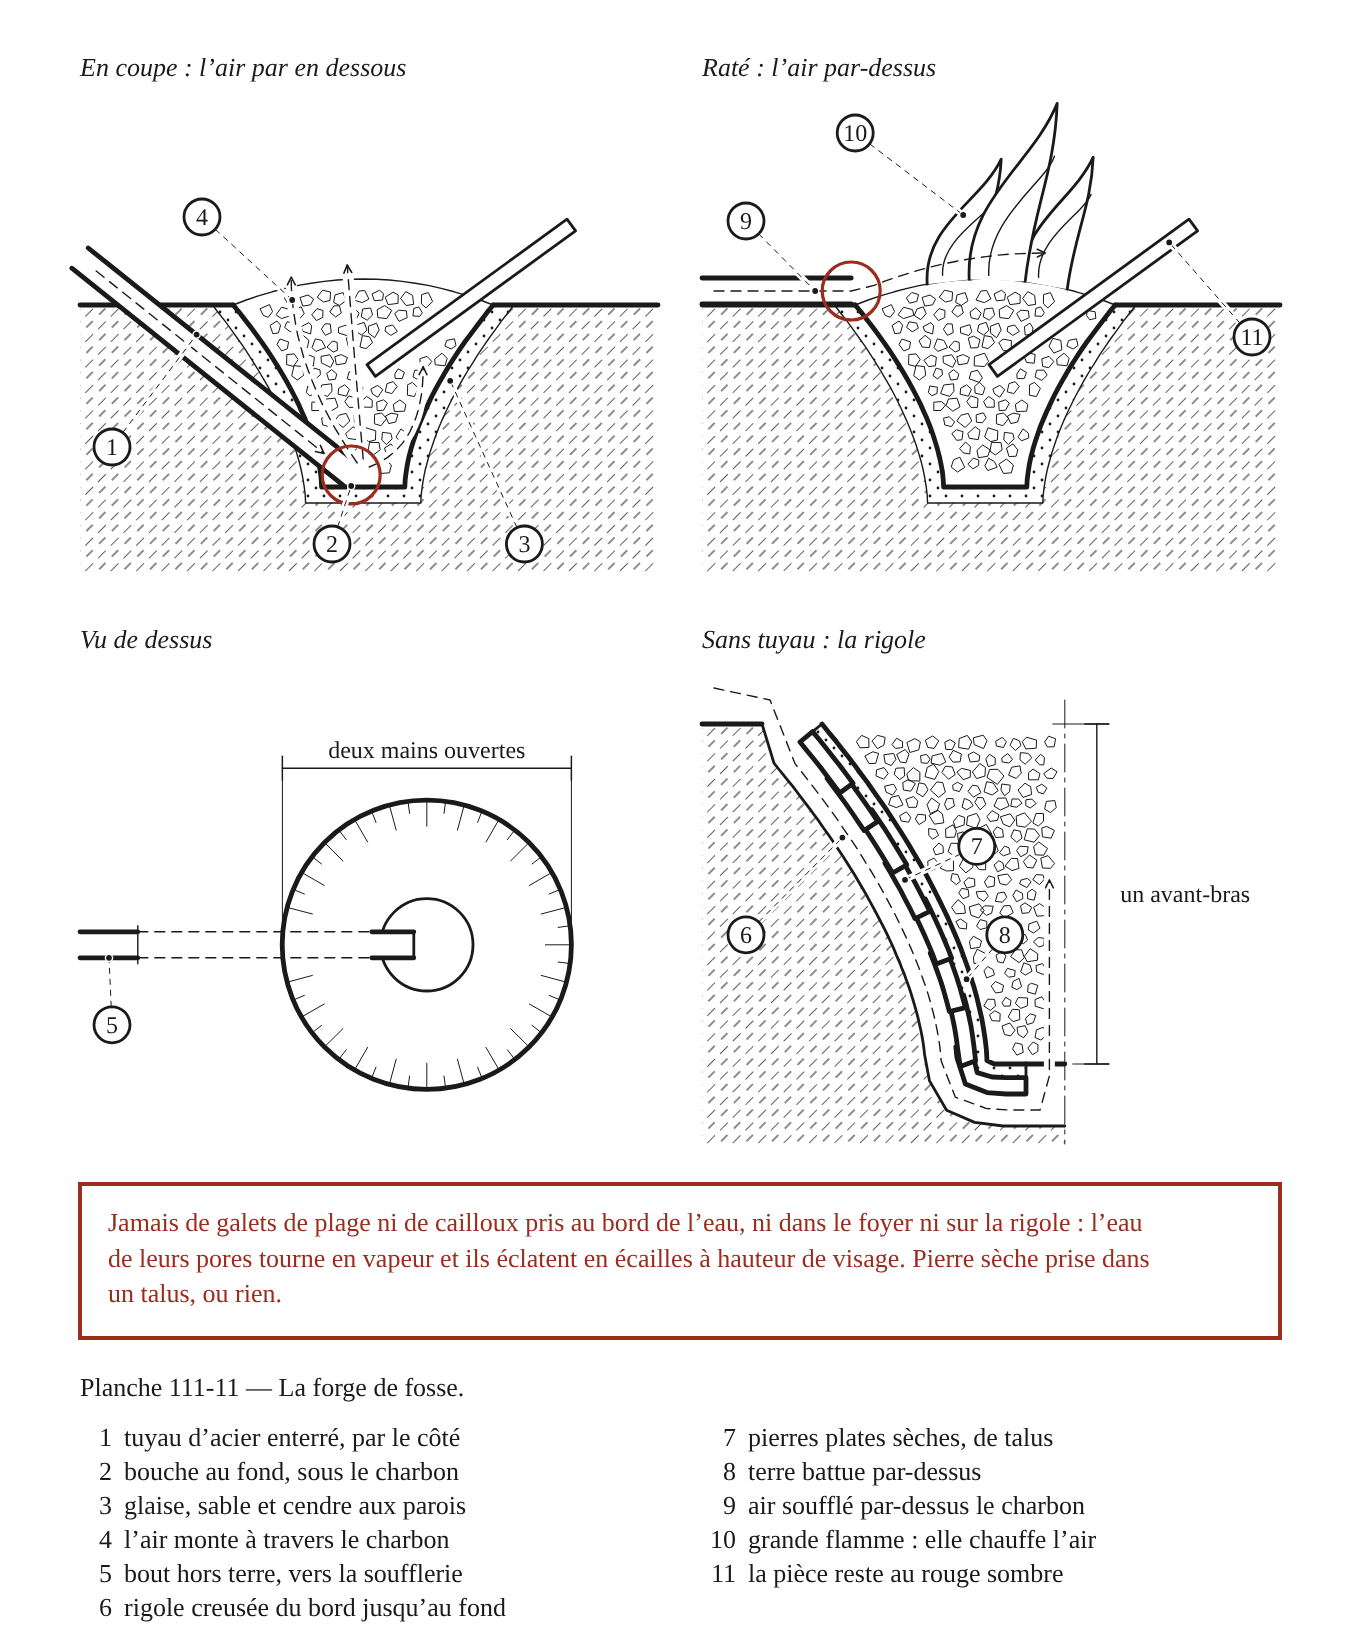 En coupe : l’air par en dessous
Raté : l’air par-dessus
10
4
9
11
1
2
3
Vu de dessus
Sans tuyau : la rigole
deux mains ouvertes
7
un avant-bras
6
8
5
Jamais de galets de plage ni de cailloux pris au bord de l’eau, ni dans le foyer ni sur la rigole : l’eau
de leurs pores tourne en vapeur et ils éclatent en écailles à hauteur de visage. Pierre sèche prise dans
un talus, ou rien.
Planche 111-11 — La forge de fosse.
1 tuyau d’acier enterré, par le côté
2 bouche au fond, sous le charbon
3 glaise, sable et cendre aux parois
4 l’air monte à travers le charbon
5 bout hors terre, vers la soufflerie
6 rigole creusée du bord jusqu’au fond
7 pierres plates sèches, de talus
8 terre battue par-dessus
9 air soufflé par-dessus le charbon
10 grande flamme : elle chauffe l’air
11 la pièce reste au rouge sombre